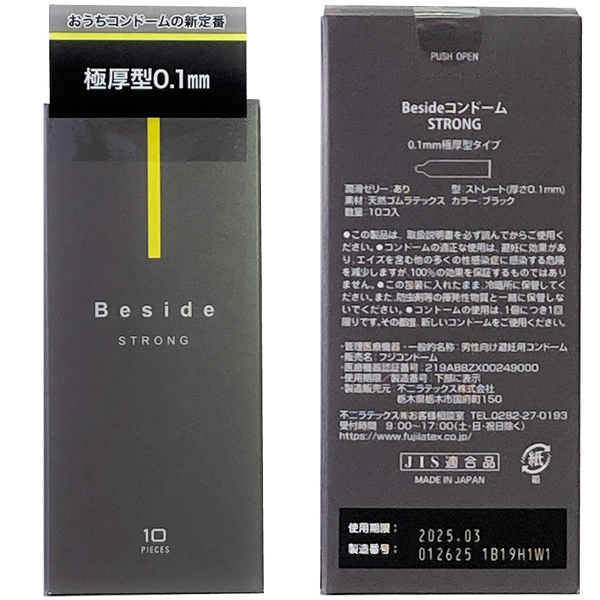 おうちコンドームの新定番
極厚型0.1mm
Beside
STRONG
10
PIECES
PUSH OPEN
Besideコンドーム
STRONG
0.1mm極厚型タイプ
潤滑ゼリー：あり　型：ストレート(厚さ0.1mm)
素材：天然ゴムラテックス　カラー：ブラック
数量：10コ入
●この製品は、取扱説明書を必ず読んでからご使用く
ださい。●コンドームの適正な使用は、避妊に効果があ
り、エイズを含む他の多くの性感染症に感染する危険
を減少しますが、100%の効果を保証するものではあり
ません。●この包装に入れたまま、冷暗所に保管してく
ださい。また、防虫剤等の揮発性物質と一緒に保管しな
いでください。●コンドームの使用は、1個につき1回
限りです。その都度、新しいコンドームをご使用ください。
・管理医療機器・一般的名称：男性向け避妊用コンドーム
・販売名：フジコンドーム
・医療機器認証番号：219ABBZX00249000
・使用期限／製造番号：下部に表示
・製造販売元：不二ラテックス株式会社
栃木県栃木市国府町150
不二ラテックス㈱お客様相談室 TEL.0282-27-0193
受付時間 9:00〜17:00(土・日・祝日除く)
https://www.fujilatex.co.jp/
JIS適合品
MADE IN JAPAN
紙
箱
使用期限： 2025.03
製造番号： 012625 1B19H1W1